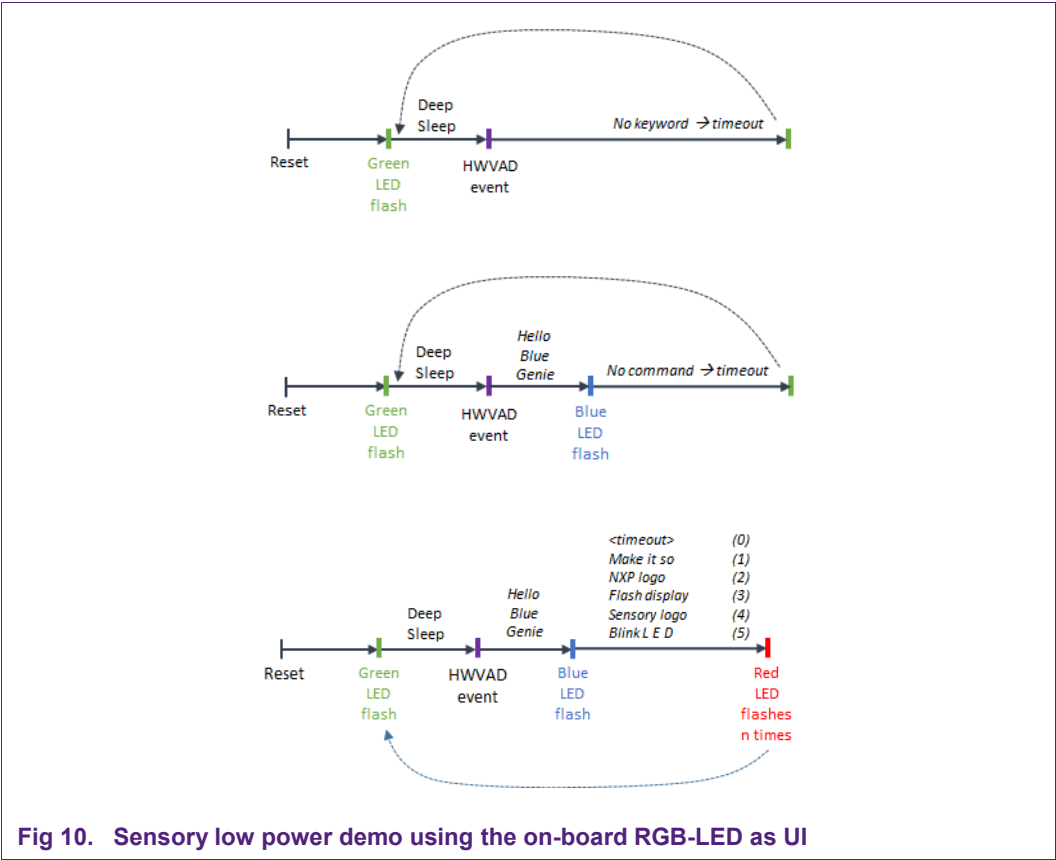 Deep
Sleep
No keyword → timeout
Reset
Green
LED
flash
HWVAD
event
Hello
Blue
Genie
Deep
Sleep
No command → timeout
Reset
Green
LED
flash
HWVAD
event
Blue
LED
flash
<timeout> (0)
Make it so (1)
NXP logo (2)
Flash display (3)
Sensory logo (4)
Blink L E D (5)
Hello
Blue
Genie
Deep
Sleep
Reset
Green
LED
flash
HWVAD
event
Blue
LED
flash
Red
LED
flashes
n times
Fig 10. Sensory low power demo using the on-board RGB-LED as UI